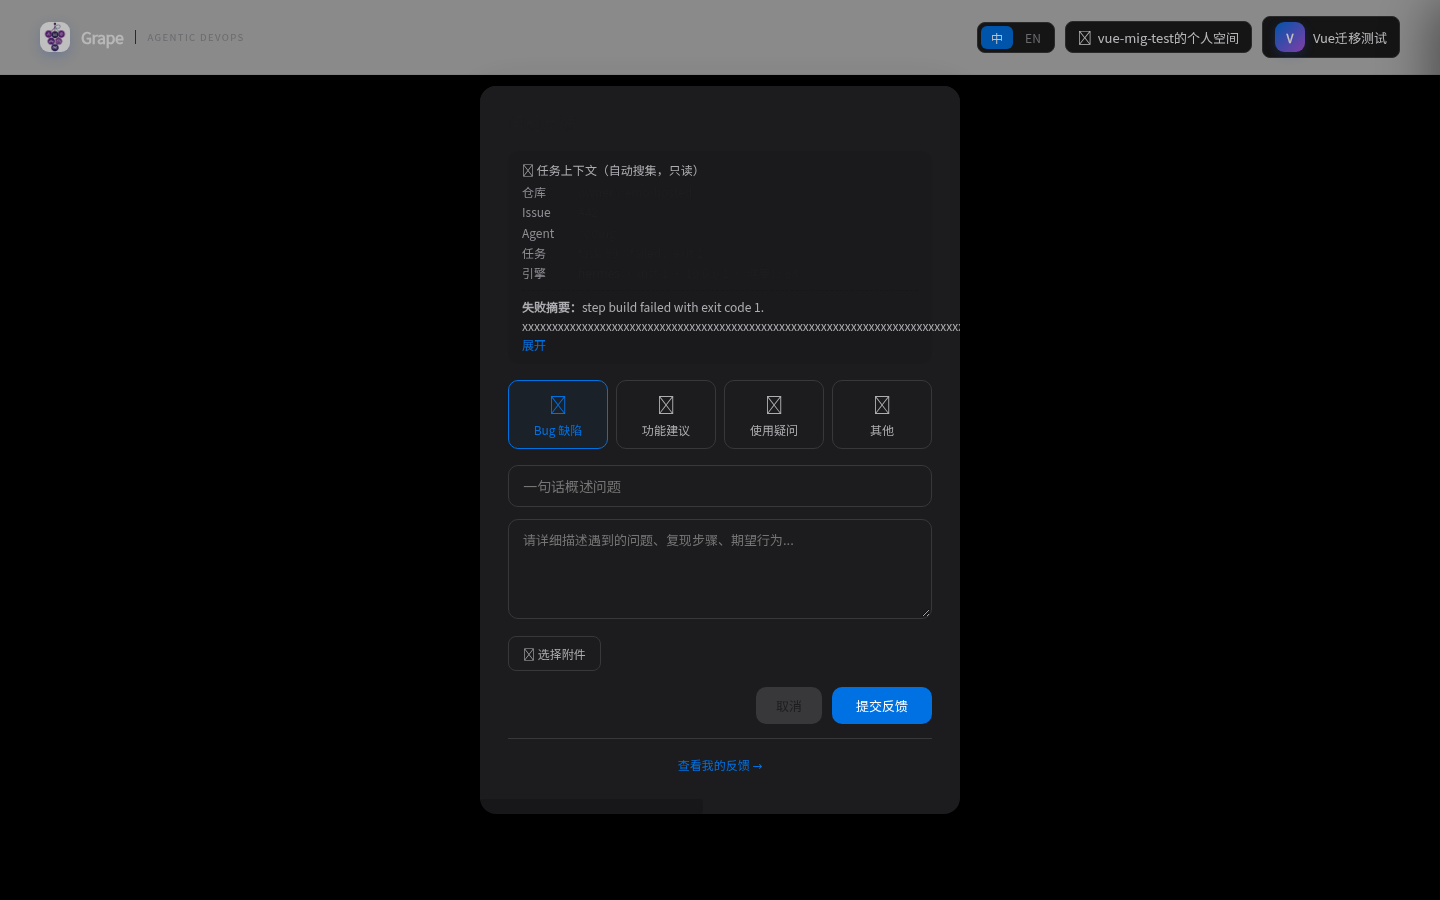 Grape
AGENTIC DEVOPS
中 EN
vue-mig-test的个人空间
V Vue迁移测试
任务上下文（自动搜集，只读）
仓库
Issue
Agent
任务
引擎
失败摘要：step build failed with exit code 1.
展开
Bug 缺陷
功能建议
使用疑问
其他
一句话概述问题
请详细描述遇到的问题、复现步骤、期望行为...
选择附件
取消
提交反馈
查看我的反馈 →